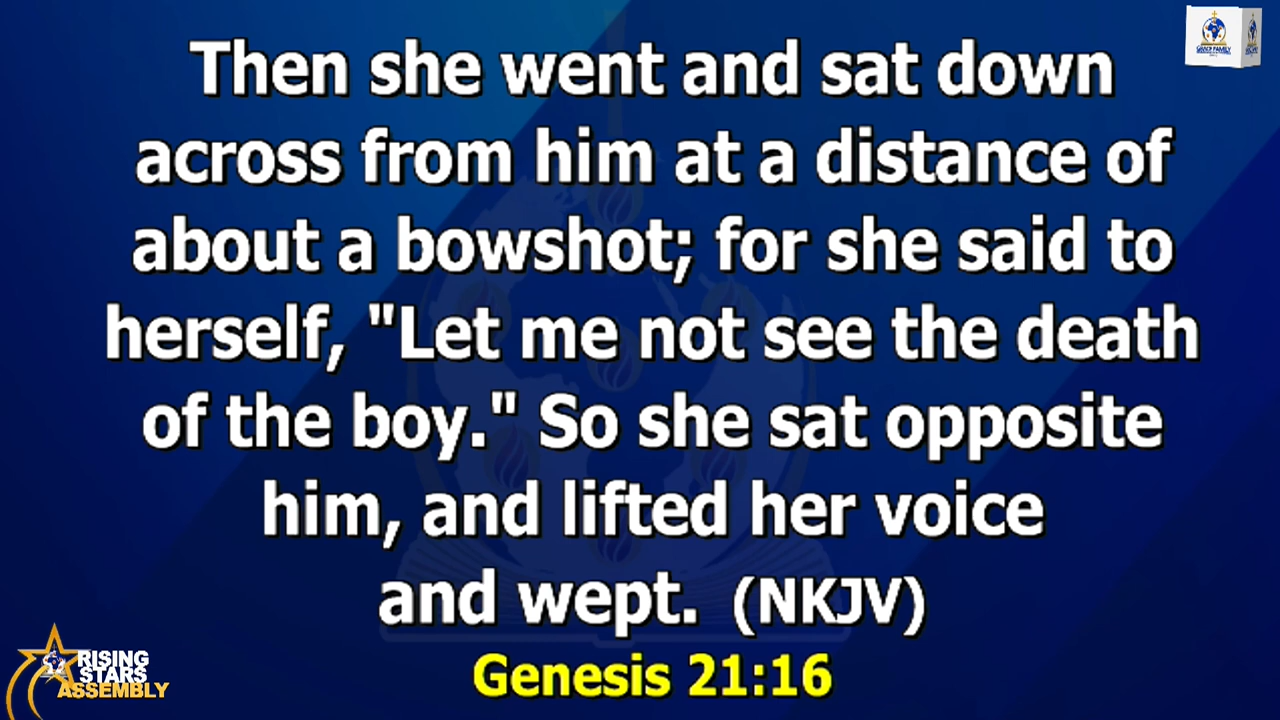 Then she went and sat down
across from him at a distance of
about a bowshot; for she said to
herself, "Let me not see the death
of the boy." So she sat opposite
him, and lifted her voice
and wept. (NKJV)
Genesis 21:16
RISING
STARS
ASSEMBLY
GRACE FAMILY